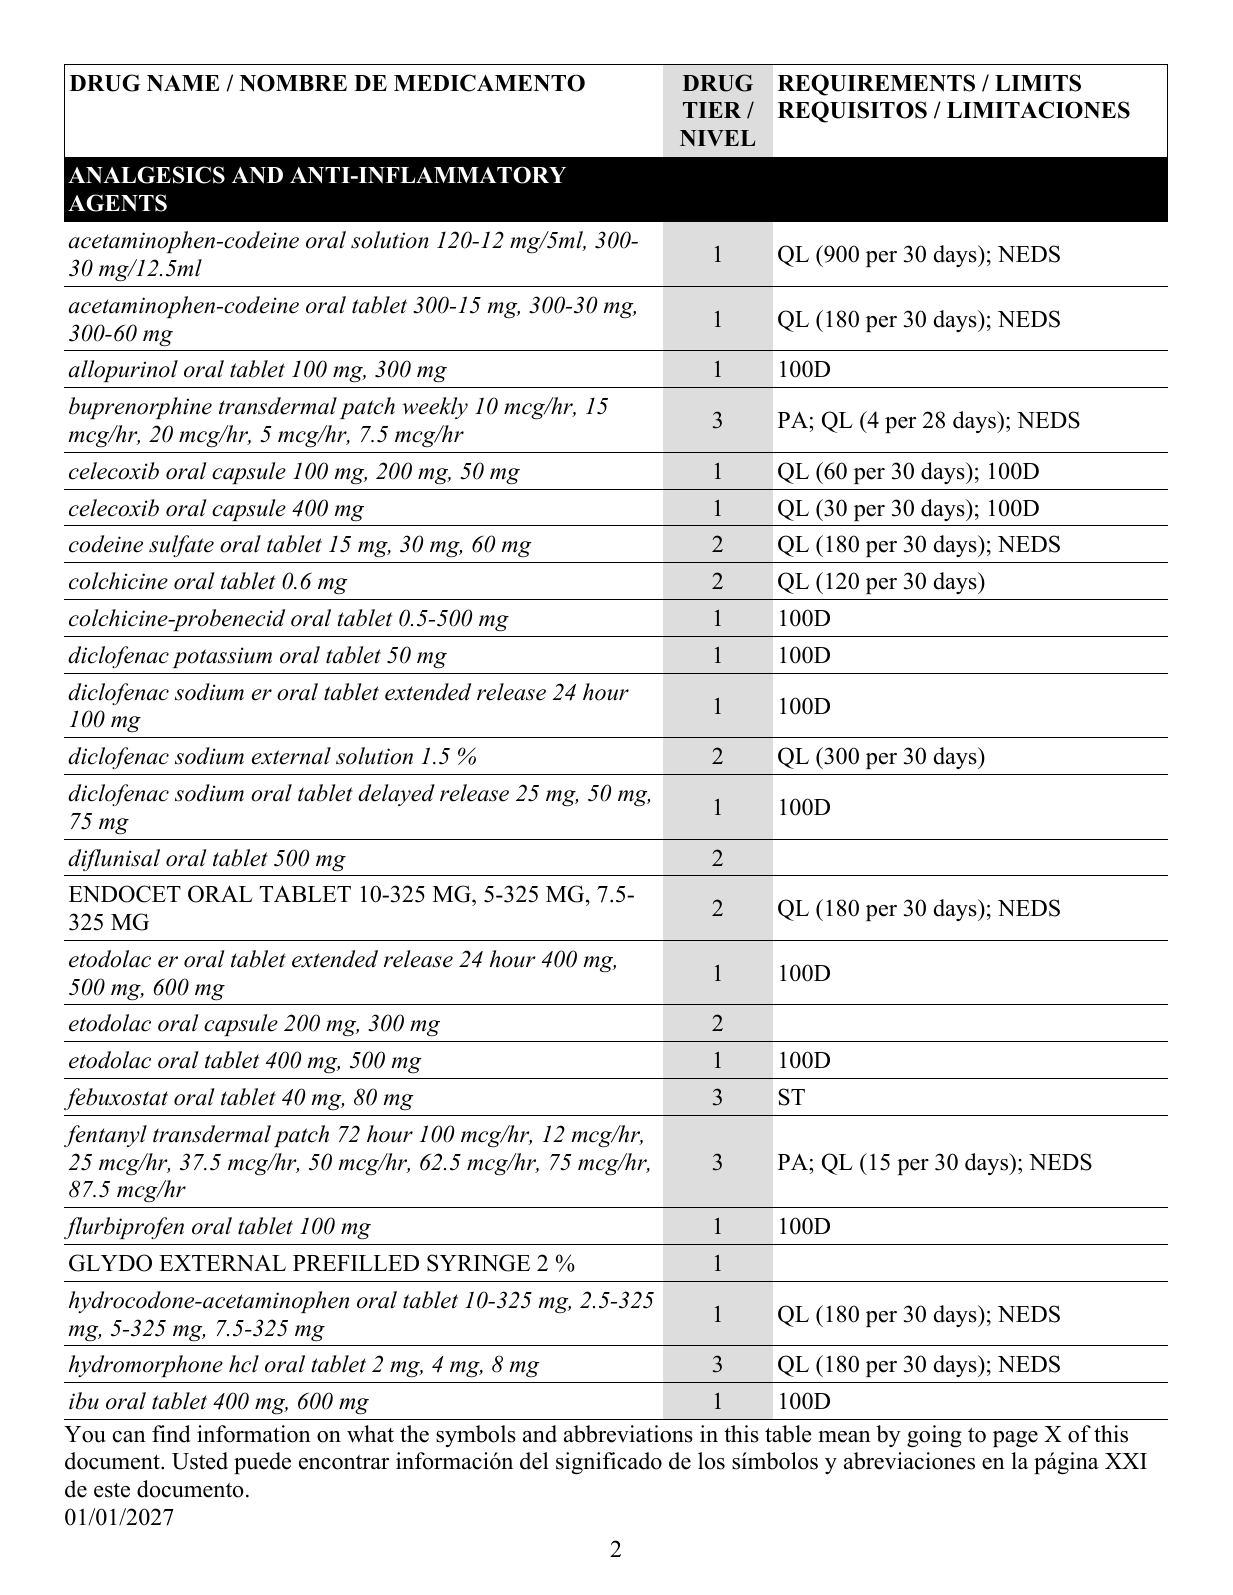 DRUG NAME / NOMBRE DE MEDICAMENTO
DRUG
TIER /
NIVEL
REQUIREMENTS / LIMITS
REQUISITOS / LIMITACIONES
ANALGESICS AND ANTI-INFLAMMATORY
AGENTS
acetaminophen-codeine oral solution 120-12 mg/5ml, 300-
30 mg/12.5ml
1
QL (900 per 30 days); NEDS
acetaminophen-codeine oral tablet 300-15 mg, 300-30 mg,
300-60 mg
1
QL (180 per 30 days); NEDS
allopurinol oral tablet 100 mg, 300 mg
1
100D
buprenorphine transdermal patch weekly 10 mcg/hr, 15
mcg/hr, 20 mcg/hr, 5 mcg/hr, 7.5 mcg/hr
3
PA; QL (4 per 28 days); NEDS
celecoxib oral capsule 100 mg, 200 mg, 50 mg
1
QL (60 per 30 days); 100D
celecoxib oral capsule 400 mg
1
QL (30 per 30 days); 100D
codeine sulfate oral tablet 15 mg, 30 mg, 60 mg
2
QL (180 per 30 days); NEDS
colchicine oral tablet 0.6 mg
2
QL (120 per 30 days)
colchicine-probenecid oral tablet 0.5-500 mg
1
100D
diclofenac potassium oral tablet 50 mg
1
100D
diclofenac sodium er oral tablet extended release 24 hour
100 mg
1
100D
diclofenac sodium external solution 1.5 %
2
QL (300 per 30 days)
diclofenac sodium oral tablet delayed release 25 mg, 50 mg,
75 mg
1
100D
diflunisal oral tablet 500 mg
2
ENDOCET ORAL TABLET 10-325 MG, 5-325 MG, 7.5-
325 MG
2
QL (180 per 30 days); NEDS
etodolac er oral tablet extended release 24 hour 400 mg,
500 mg, 600 mg
1
100D
etodolac oral capsule 200 mg, 300 mg
2
etodolac oral tablet 400 mg, 500 mg
1
100D
febuxostat oral tablet 40 mg, 80 mg
3
ST
fentanyl transdermal patch 72 hour 100 mcg/hr, 12 mcg/hr,
25 mcg/hr, 37.5 mcg/hr, 50 mcg/hr, 62.5 mcg/hr, 75 mcg/hr,
87.5 mcg/hr
3
PA; QL (15 per 30 days); NEDS
flurbiprofen oral tablet 100 mg
1
100D
GLYDO EXTERNAL PREFILLED SYRINGE 2 %
1
hydrocodone-acetaminophen oral tablet 10-325 mg, 2.5-325
mg, 5-325 mg, 7.5-325 mg
1
QL (180 per 30 days); NEDS
hydromorphone hcl oral tablet 2 mg, 4 mg, 8 mg
3
QL (180 per 30 days); NEDS
ibu oral tablet 400 mg, 600 mg
1
100D
You can find information on what the symbols and abbreviations in this table mean by going to page X of this
document. Usted puede encontrar información del significado de los símbolos y abreviaciones en la página XXI
de este documento.
01/01/2027
2